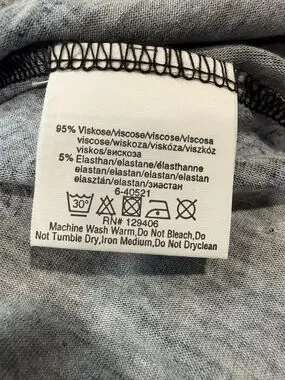 95% Viskose/viscose/viscose/viscosa
viscose/wiskoza/viskóza/viszkóz
viskos/вискоза
5% Elasthan/elastane/élasthanne
elastan/elastan/elastan/elastan
elasztán/elastan/эластан
6-40521
30°
RN# 129406
Machine Wash Warm,Do Not Bleach,Do
Not Tumble Dry,Iron Medium,Do Not Dryclean